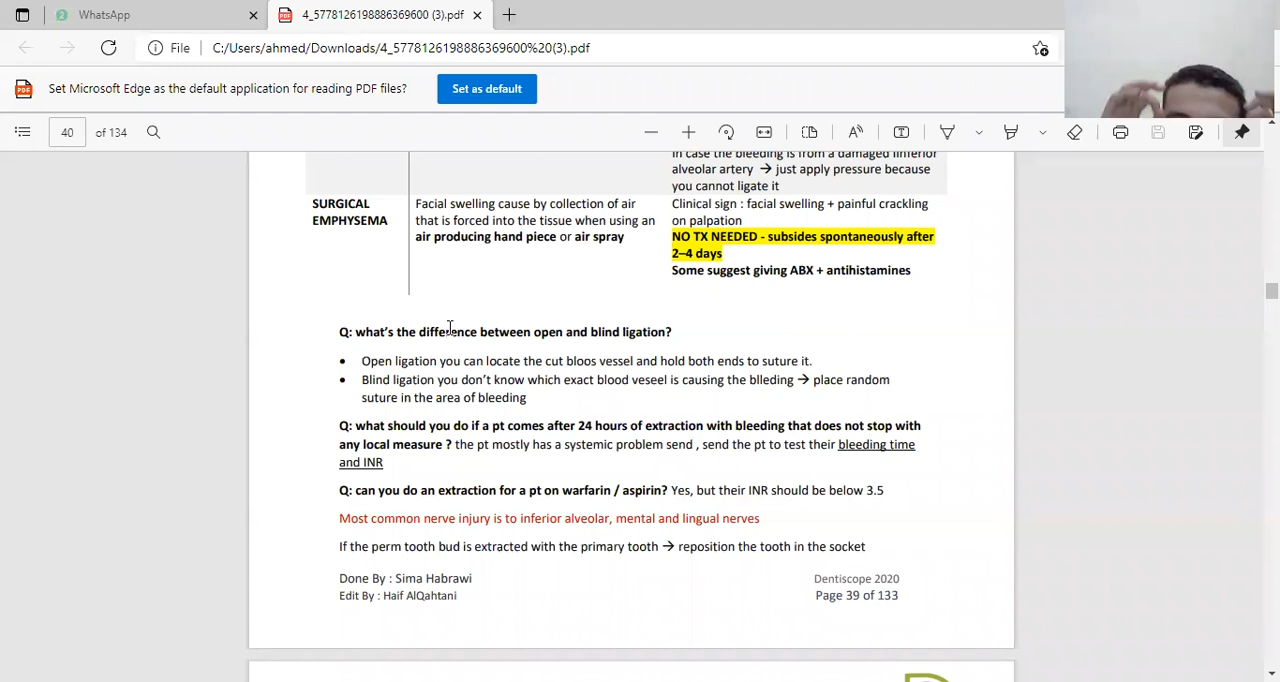 WhatsApp
4_5778126198886369600 (3).pdf
File
C:/Users/ahmed/Downloads/4_5778126198886369600%20(3).pdf
Set Microsoft Edge as the default application for reading PDF files?
Set as default
40
of 134
in case the bleeding is from a damaged iinferior
alveolar artery → just apply pressure because
you cannot ligate it
SURGICAL
EMPHYSEMA
Facial swelling cause by collection of air
that is forced into the tissue when using an
air producing hand piece or air spray
Clinical sign : facial swelling + painful crackling
on palpation
NO TX NEEDED - subsides spontaneously after
2–4 days
Some suggest giving ABX + antihistamines
Q: what's the difference between open and blind ligation?
• Open ligation you can locate the cut bloos vessel and hold both ends to suture it.
• Blind ligation you don't know which exact blood veseel is causing the blleding → place random
suture in the area of bleeding
Q: what should you do if a pt comes after 24 hours of extraction with bleeding that does not stop with
any local measure ? the pt mostly has a systemic problem send , send the pt to test their bleeding time
and INR
Q: can you do an extraction for a pt on warfarin / aspirin? Yes, but their INR should be below 3.5
Most common nerve injury is to inferior alveolar, mental and lingual nerves
If the perm tooth bud is extracted with the primary tooth → reposition the tooth in the socket
Done By : Sima Habrawi
Edit By : Haif AlQahtani
Dentiscope 2020
Page 39 of 133